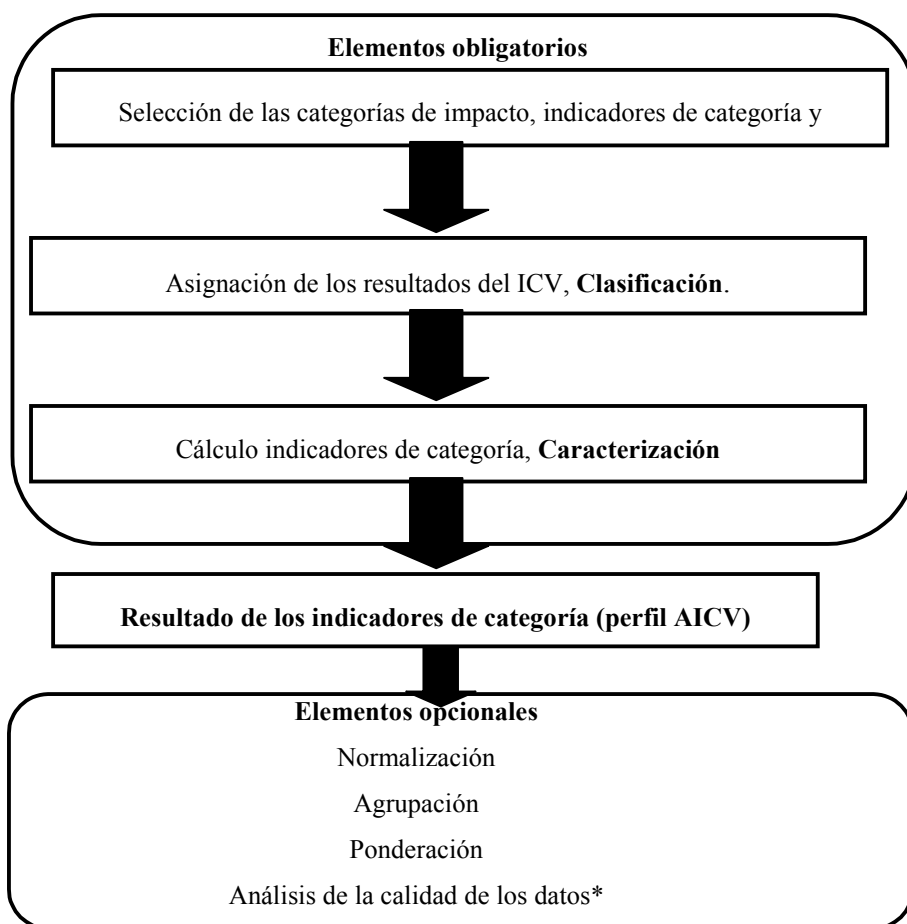 Elementos obligatorios
Selección de las categorías de impacto, indicadores de categoría y
Asignación de los resultados del ICV, Clasificación.
Cálculo indicadores de categoría, Caracterización
Resultado de los indicadores de categoría (perfil AICV)
Elementos opcionales
Normalización
Agrupación
Ponderación
Análisis de la calidad de los datos*